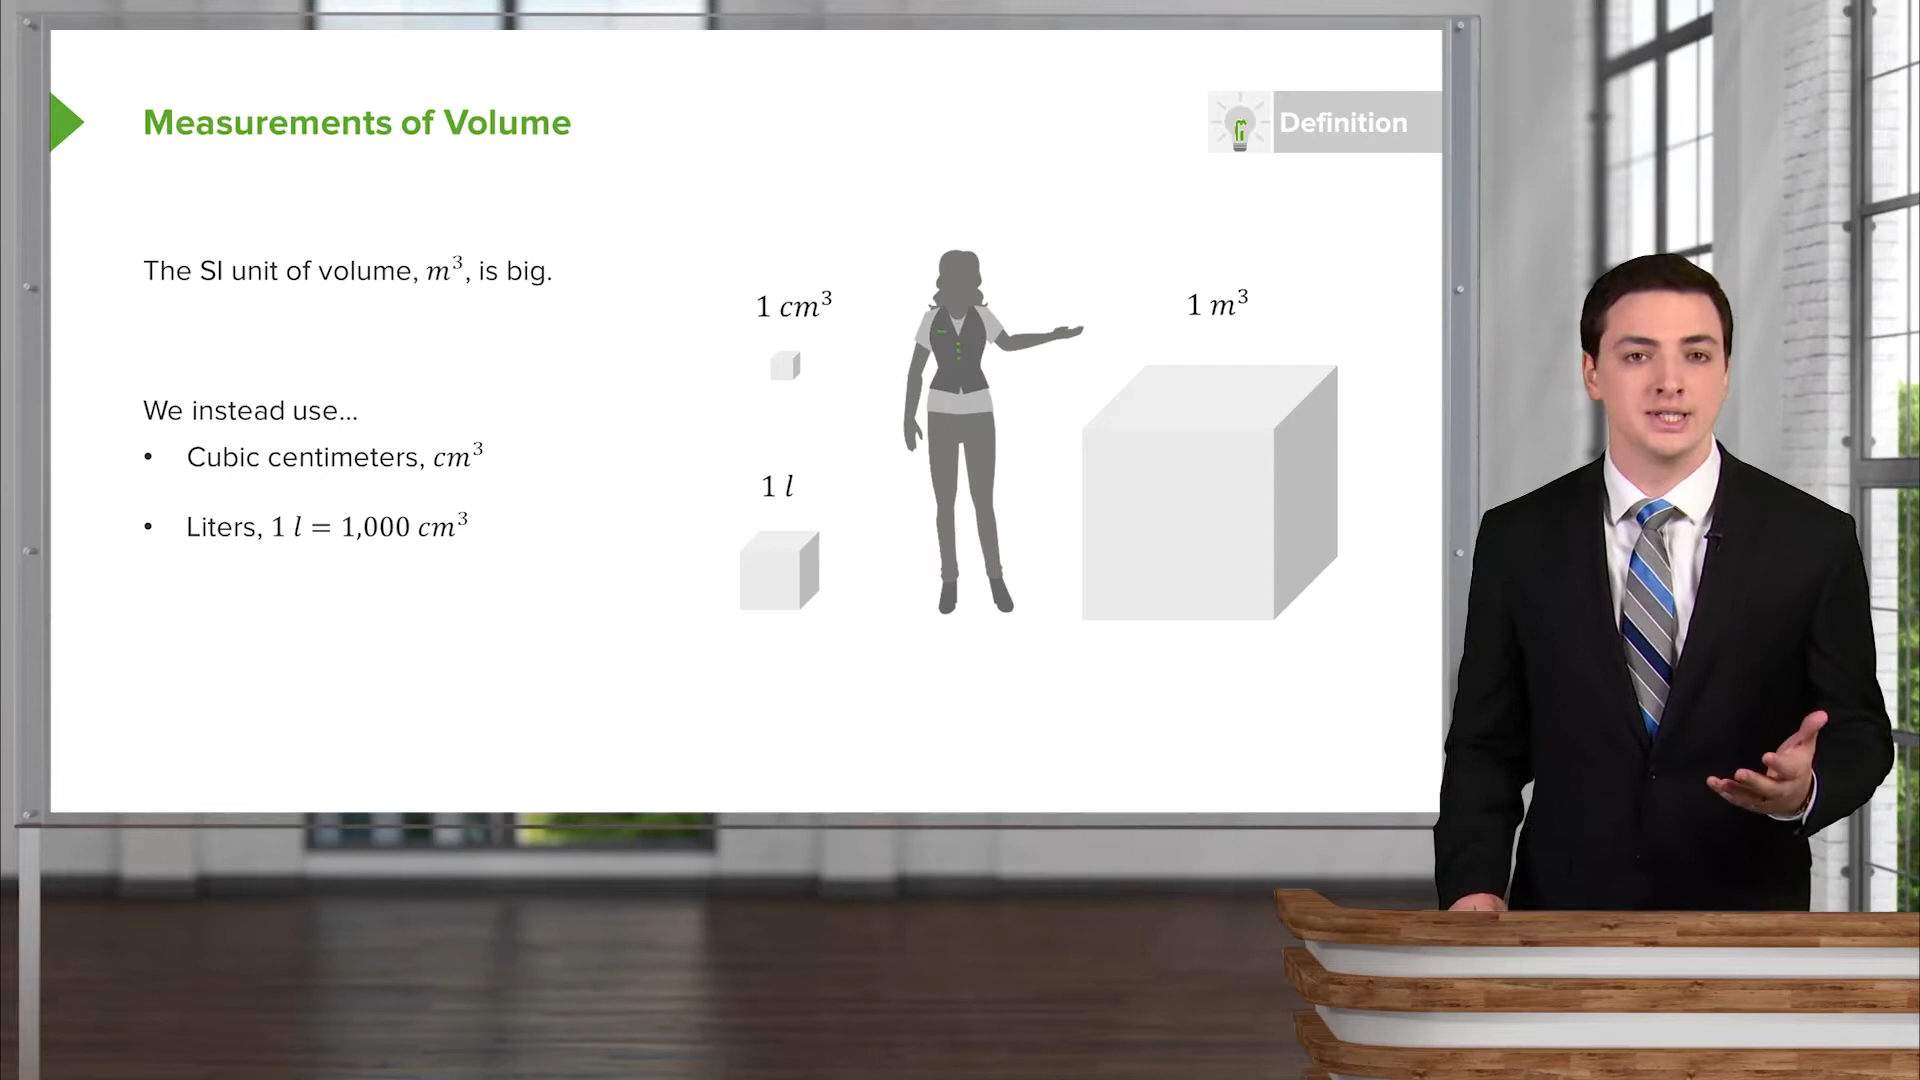 Measurements of Volume
Definition
The SI unit of volume, m³, is big.
We instead use...
• Cubic centimeters, cm³
• Liters, 1 l = 1,000 cm³
1 cm³
1 m³
1 l